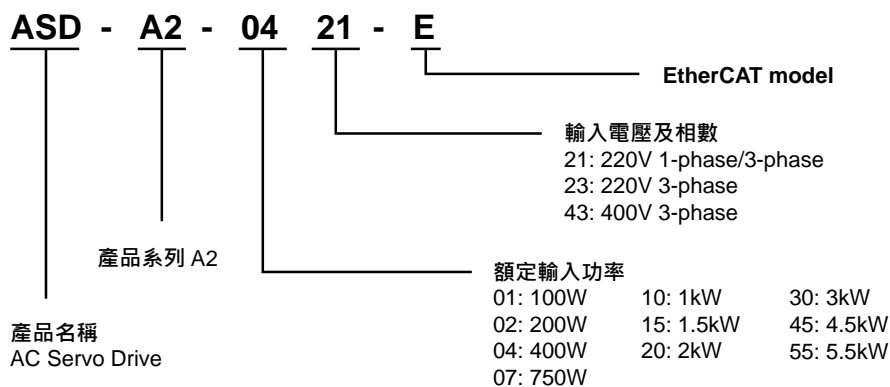 ASD - A2 - 04 21 - E
EtherCAT model
輸入電壓及相數
21: 220V 1-phase/3-phase
23: 220V 3-phase
43: 400V 3-phase
產品系列 A2
額定輸入功率
01: 100W 10: 1kW 30: 3kW
02: 200W 15: 1.5kW 45: 4.5kW
04: 400W 20: 2kW 55: 5.5kW
07: 750W
產品名稱
AC Servo Drive